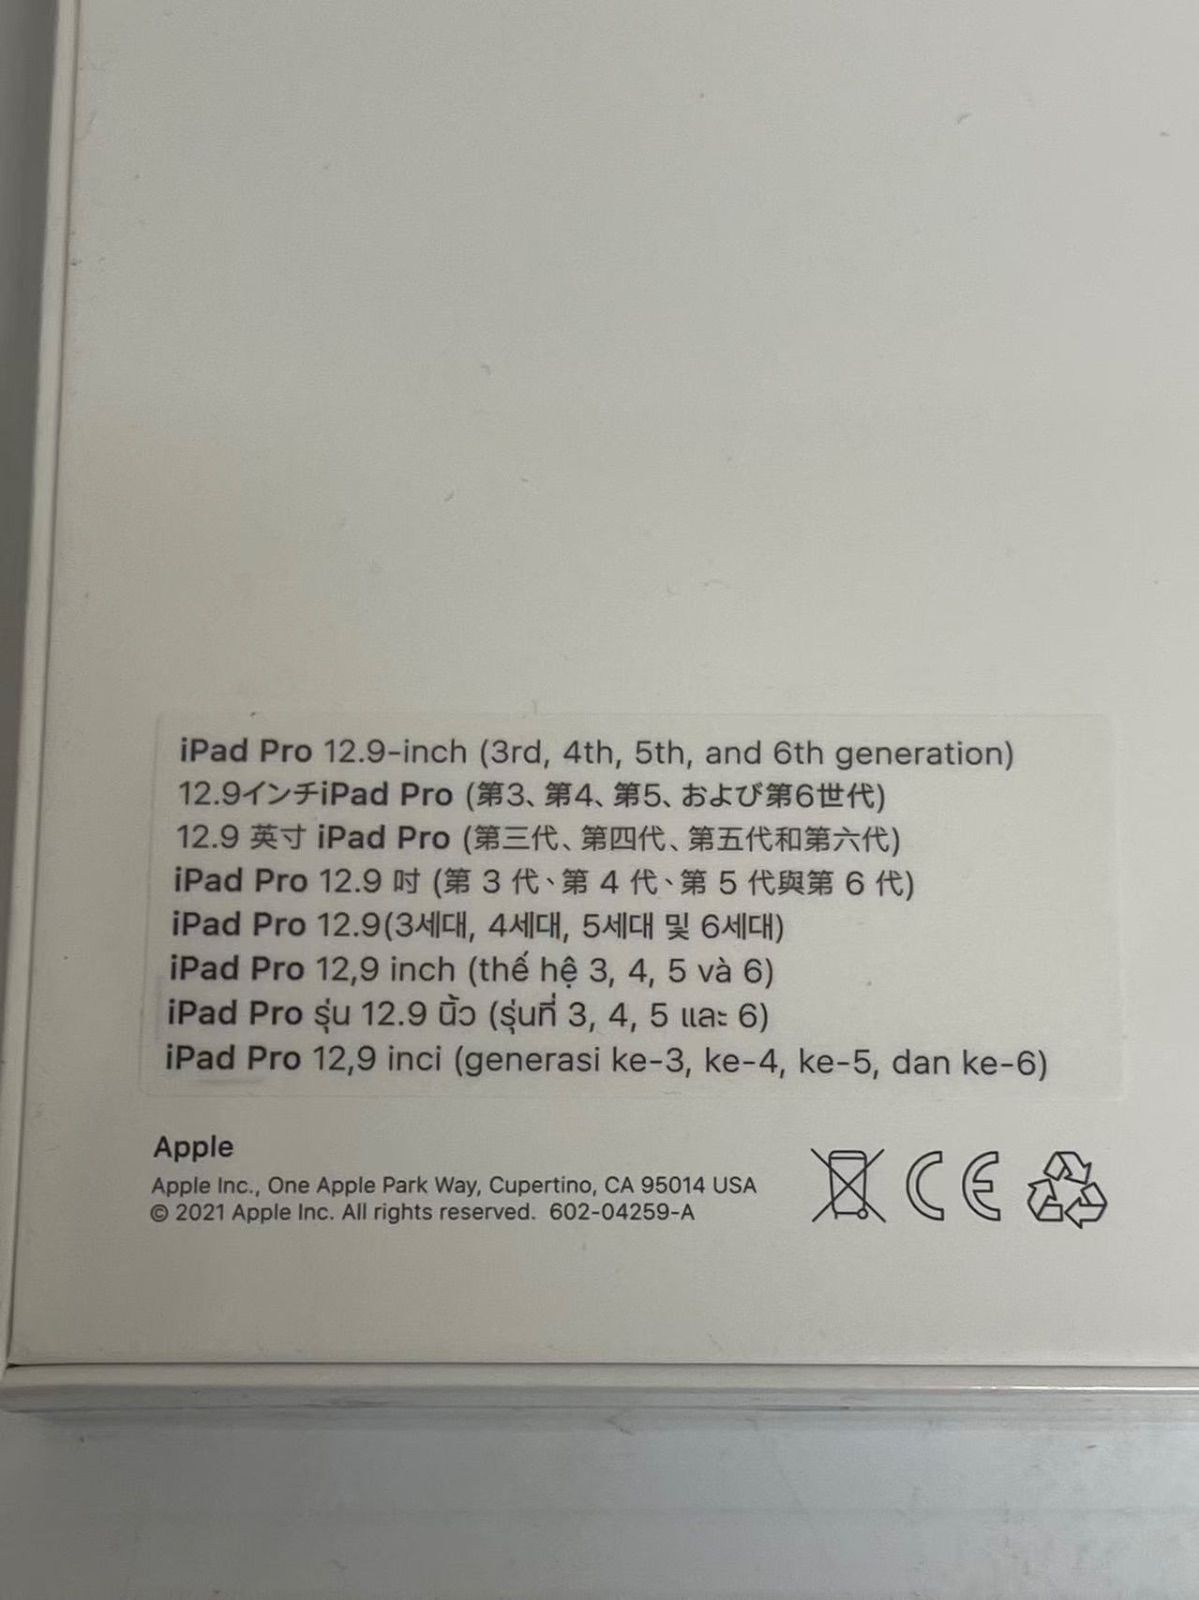 iPad Pro 12.9-inch (3rd, 4th, 5th, and 6th generation)
12.9インチiPad Pro (第3、第4、第5、および第6世代)
12.9 英寸 iPad Pro (第三代、第四代、第五代和第六代)
iPad Pro 12.9 吋 (第 3 代、第 4 代、第 5 代與第 6 代)
iPad Pro 12.9(3세대, 4세대, 5세대 및 6세대)
iPad Pro 12,9 inch (thế hệ 3, 4, 5 và 6)
iPad Pro รุ่น 12.9 นิ้ว (รุ่นที่ 3, 4, 5 และ 6)
iPad Pro 12,9 inci (generasi ke-3, ke-4, ke-5, dan ke-6)
Apple
Apple Inc., One Apple Park Way, Cupertino, CA 95014 USA
© 2021 Apple Inc. All rights reserved. 602-04259-A
CE